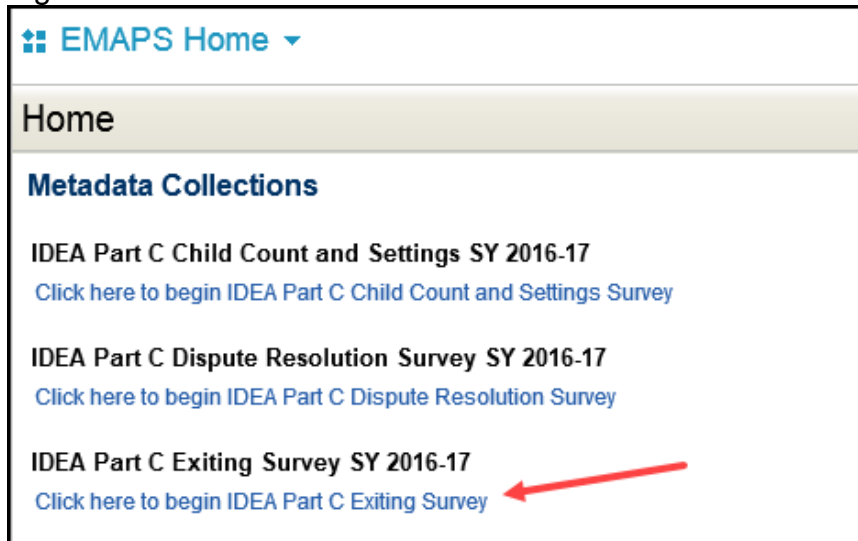 EMAPS Home
Home
Metadata Collections
IDEA Part C Child Count and Settings SY 2016-17
Click here to begin IDEA Part C Child Count and Settings Survey
IDEA Part C Dispute Resolution Survey SY 2016-17
Click here to begin IDEA Part C Dispute Resolution Survey
IDEA Part C Exiting Survey SY 2016-17
Click here to begin IDEA Part C Exiting Survey